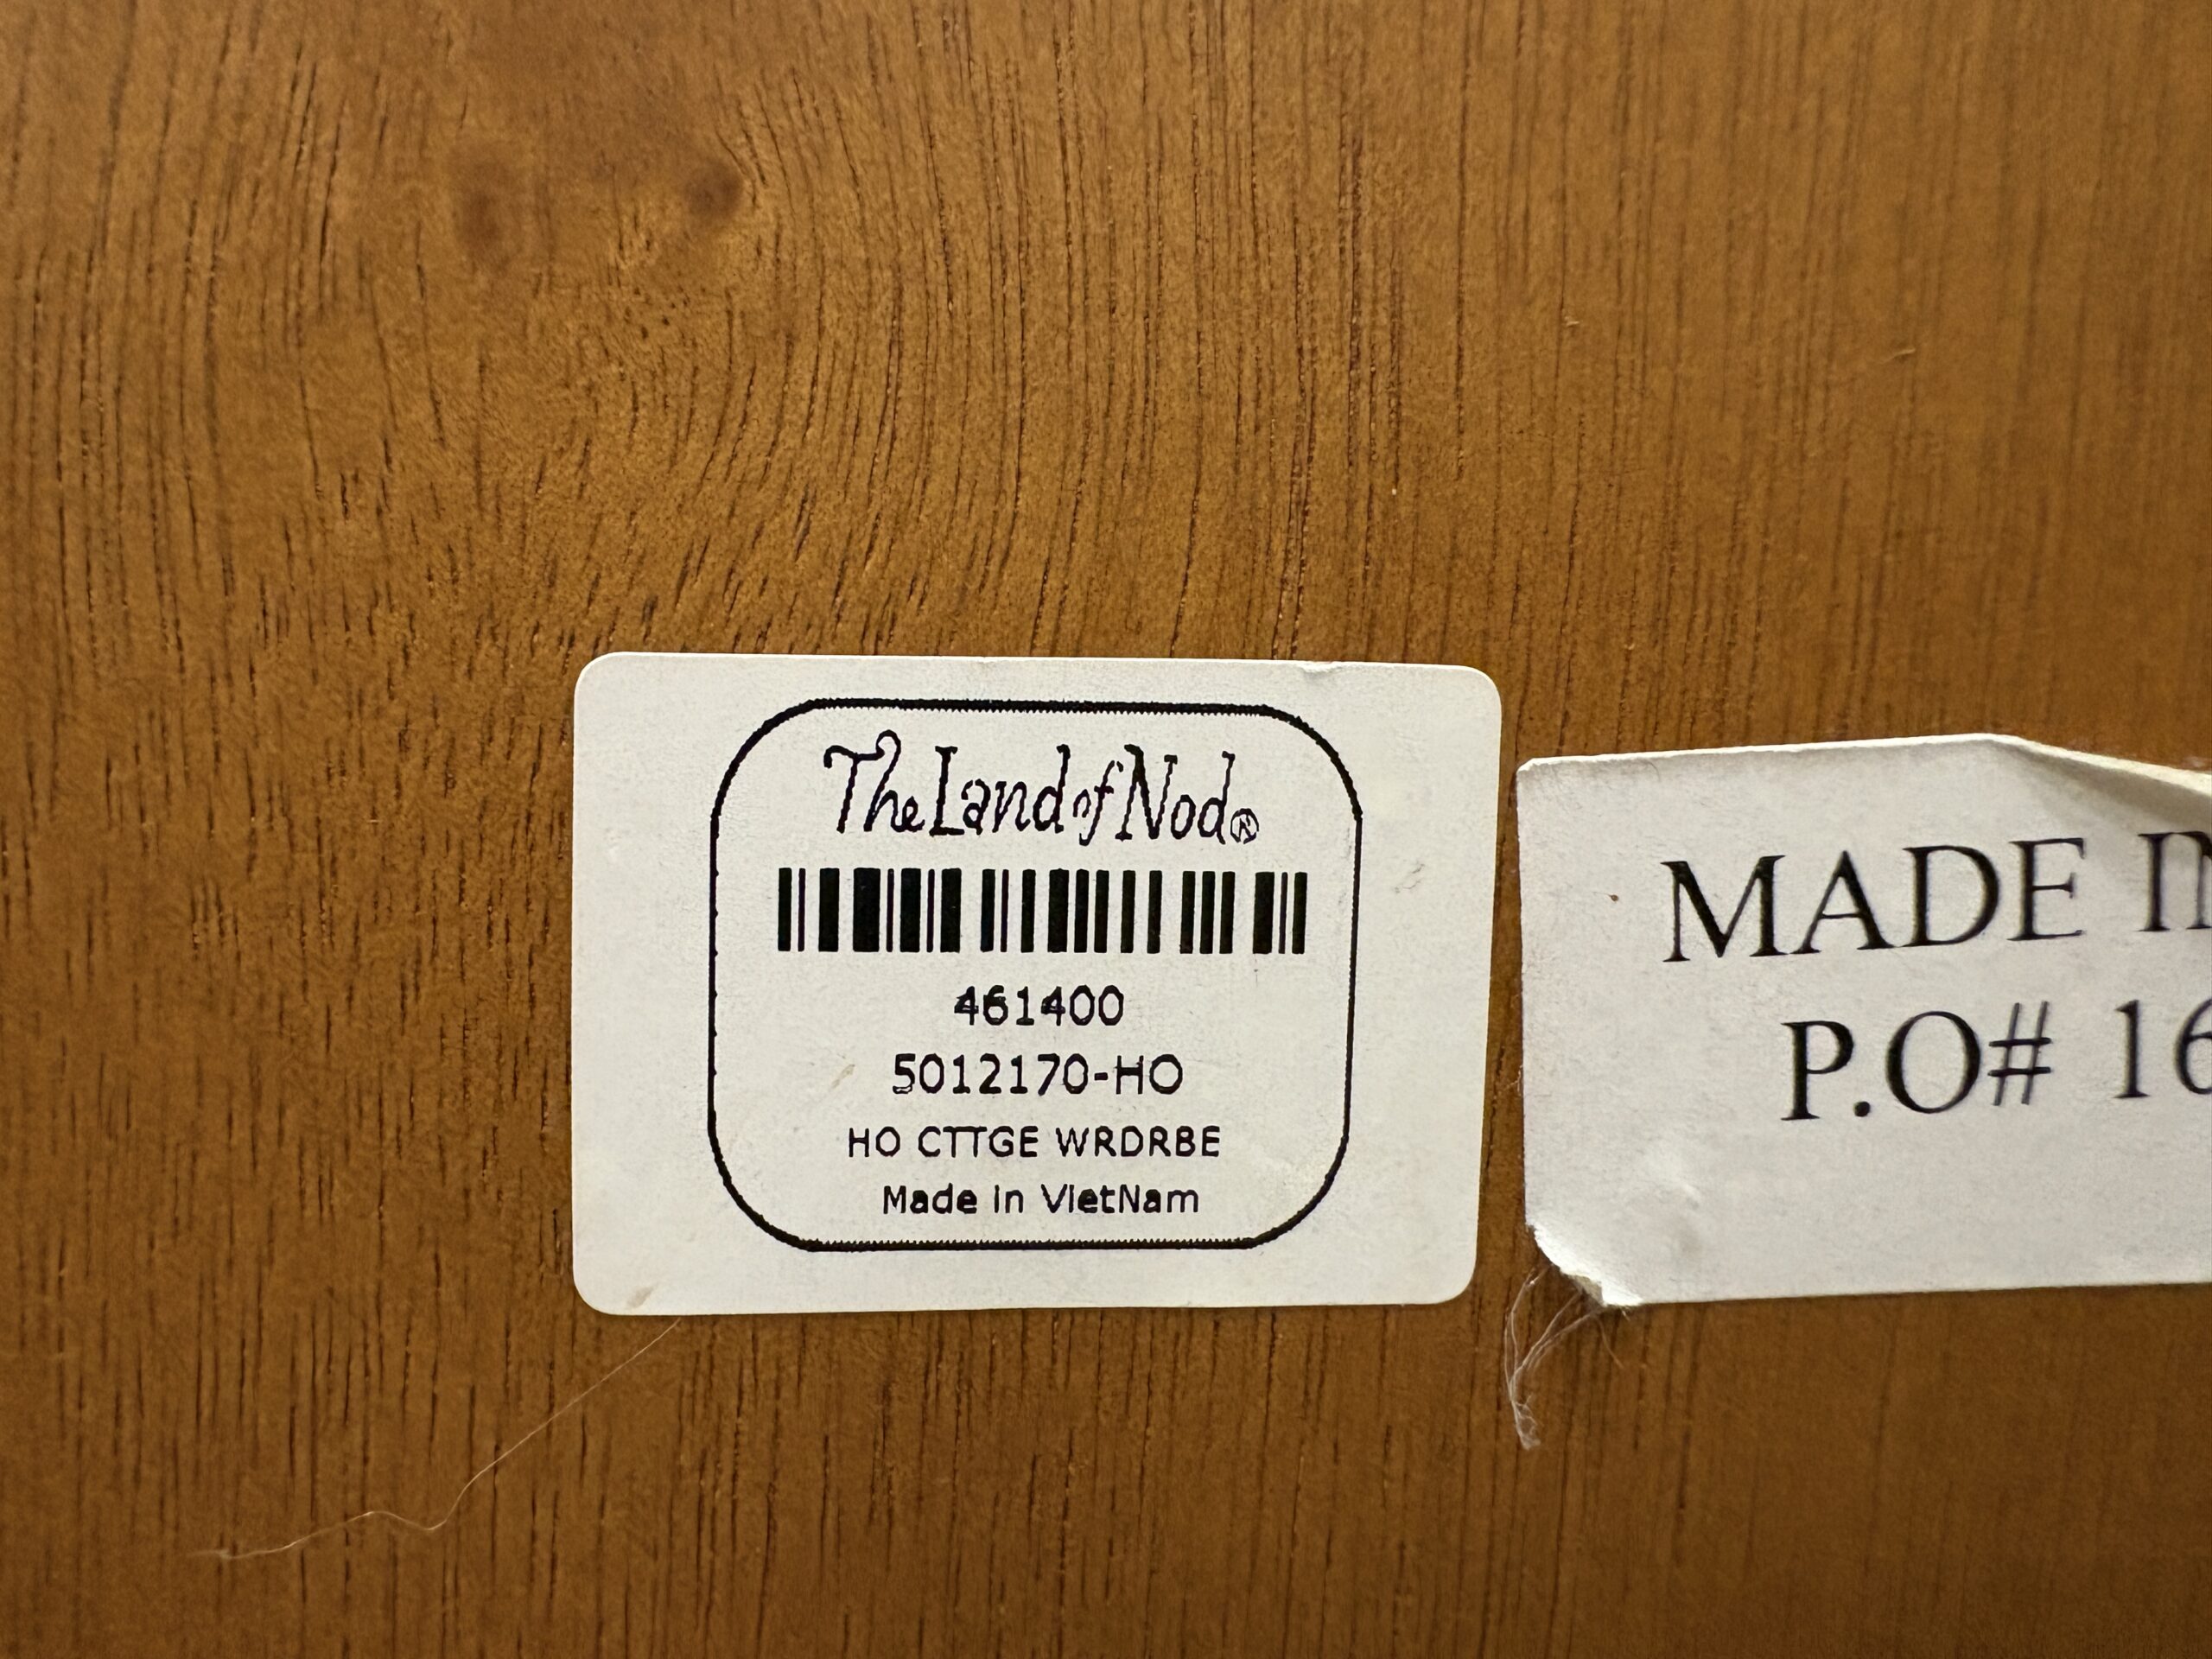 The Land of Nod®
461400
5012170-HO
HO CTTGE WRDRBE
Made in VietNam
MADE
P.O# 16